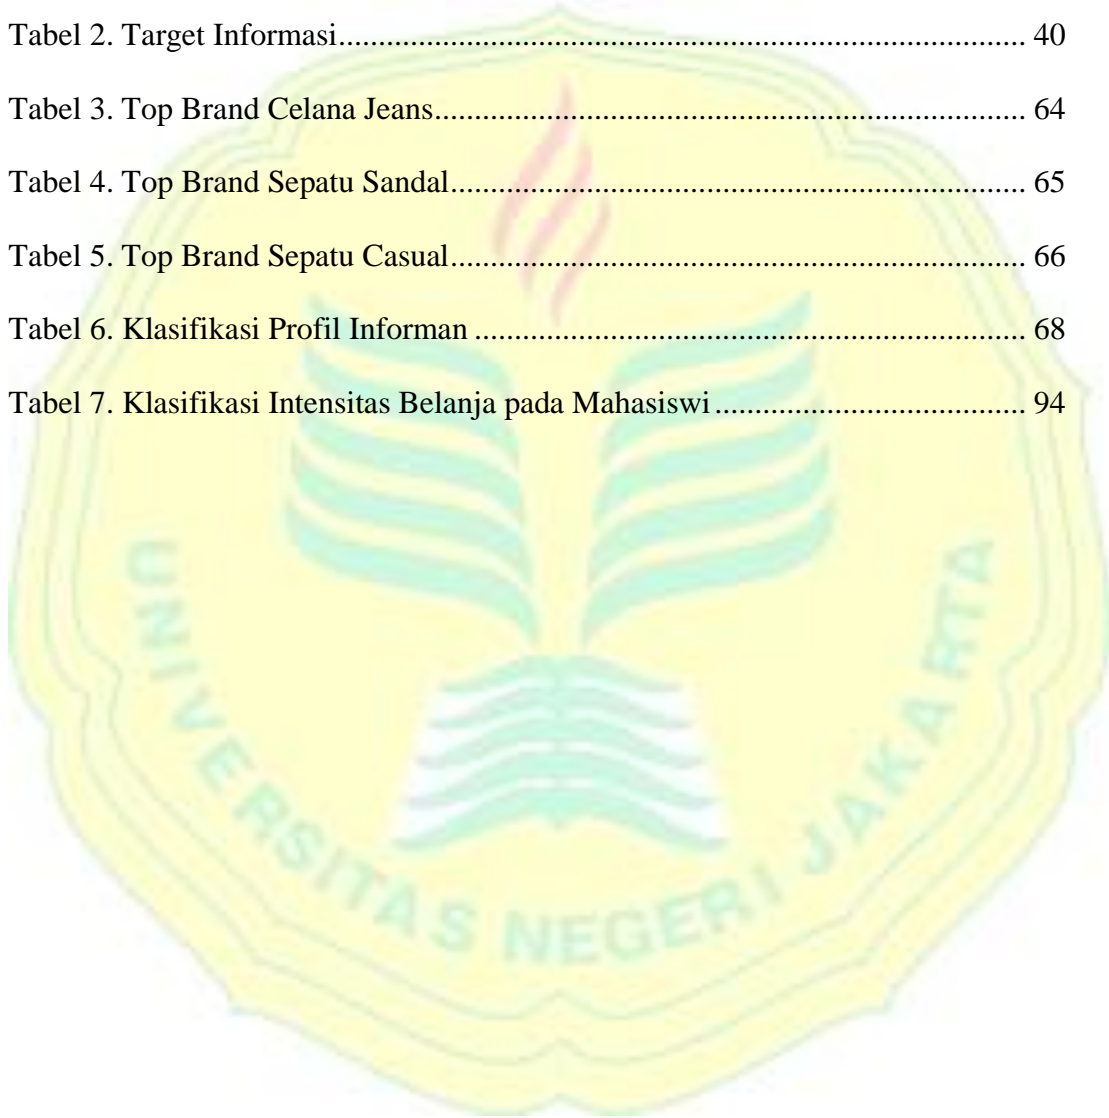 Tabel 2. Target Informasi.................................................................................. 40
Tabel 3. Top Brand Celana Jeans....................................................................... 64
Tabel 4. Top Brand Sepatu Sandal..................................................................... 65
Tabel 5. Top Brand Sepatu Casual..................................................................... 66
Tabel 6. Klasifikasi Profil Informan .................................................................. 68
Tabel 7. Klasifikasi Intensitas Belanja pada Mahasiswi..................................... 94
UNIVERSITAS NEGERI JAKARTA